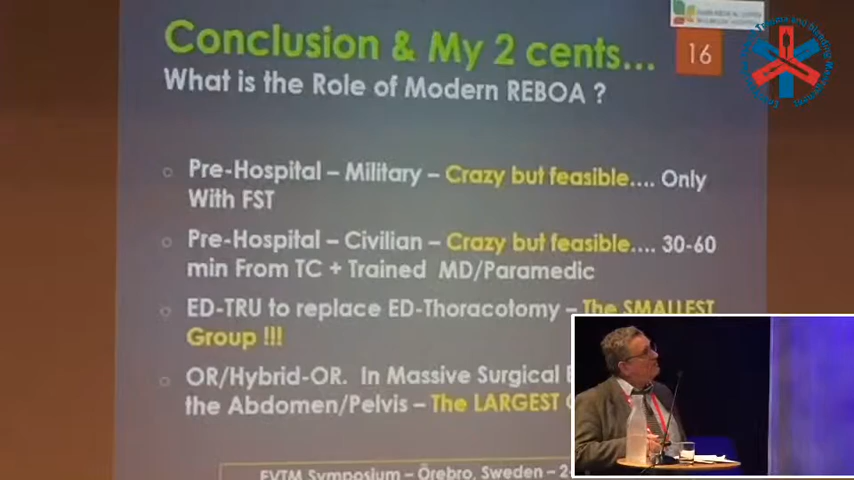 Conclusion & My 2 cents...
16
What is the Role of Modern REBOA ?
Pre-Hospital – Military – Crazy but feasible.... Only
With FST
Pre-Hospital – Civilian – Crazy but feasible.... 30-60
min From TC + Trained MD/Paramedic
ED-TRU to replace ED-Thoracotomy – The SMALLEST
Group !!!
OR/Hybrid-OR. In Massive Surgical
the Abdomen/Pelvis – The LARGEST
EVTM Symposium – Örebro, Sweden –